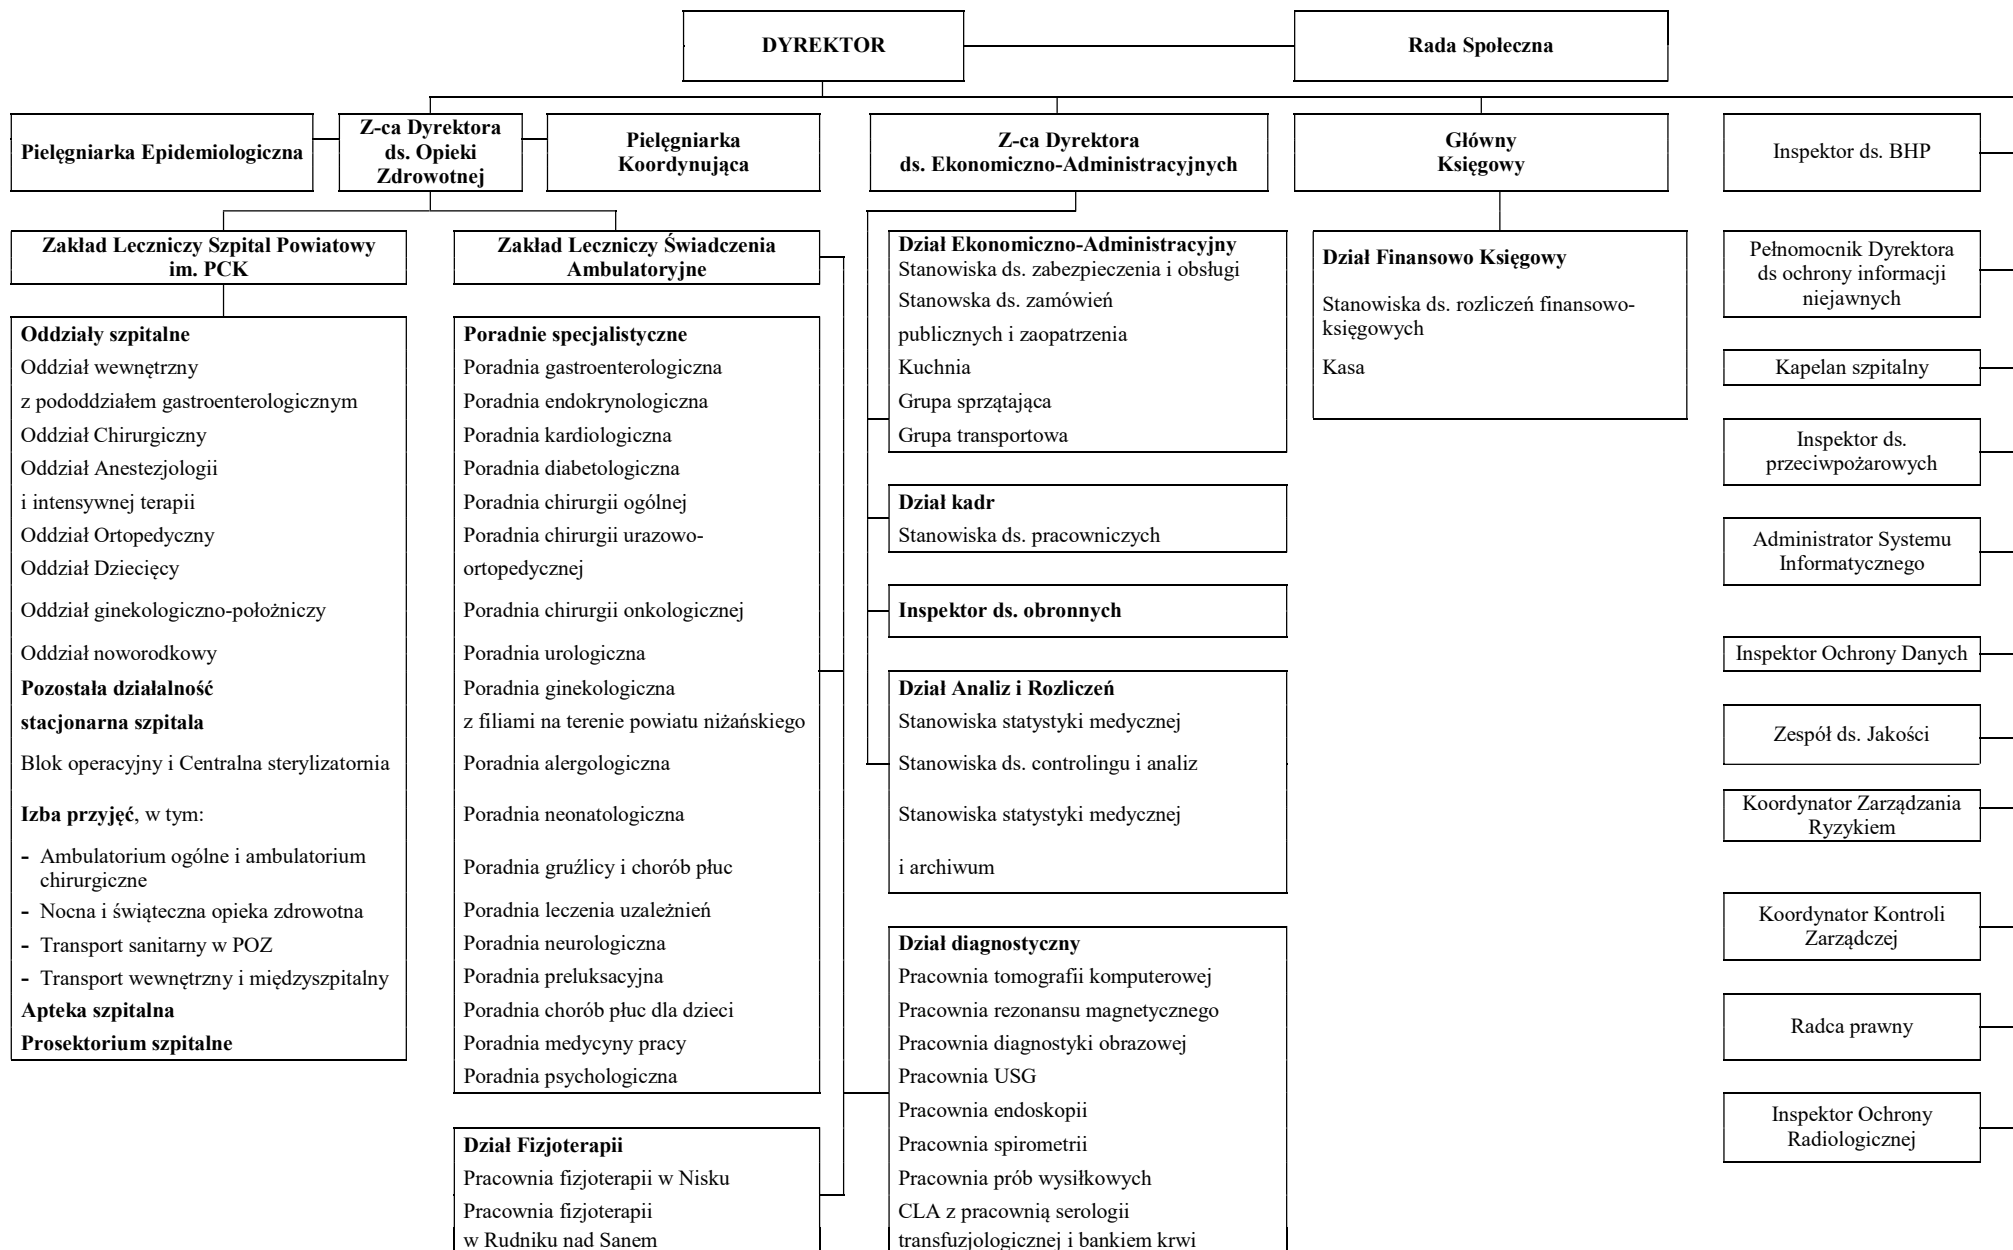 DYREKTOR
Rada Społeczna
Pielęgniarka Epidemiologiczna
Z-ca Dyrektora
ds. Opieki
Zdrowotnej
Pielęgniarka
Koordynująca
Z-ca Dyrektora
ds. Ekonomiczno-Administracyjnych
Główny
Księgowy
Inspektor ds. BHP
Zakład Leczniczy Szpital Powiatowy
im. PCK
Oddziały szpitalne
Oddział wewnętrzny
z pododdziałem gastroenterologicznym
Oddział Chirurgiczny
Oddział Anestezjologii
i intensywnej terapii
Oddział Ortopedyczny
Oddział Dziecięcy
Oddział ginekologiczno-położniczy
Oddział noworodkowy
Pozostała działalność
stacjonarna szpitala
Blok operacyjny i Centralna sterylizatornia
Izba przyjęć, w tym:
- Ambulatorium ogólne i ambulatorium
chirurgiczne
- Nocna i świąteczna opieka zdrowotna
- Transport sanitarny w POZ
- Transport wewnętrzny i międzyszpitalny
Apteka szpitalna
Prosektorium szpitalne
Zakład Leczniczy Świadczenia
Ambulatoryjne
Poradnie specjalistyczne
Poradnia gastroenterologiczna
Poradnia endokrynologiczna
Poradnia kardiologiczna
Poradnia diabetologiczna
Poradnia chirurgii ogólnej
Poradnia chirurgii urazowo-
ortopedycznej
Poradnia chirurgii onkologicznej
Poradnia urologiczna
Poradnia ginekologiczna
z filiami na terenie powiatu niżańskiego
Poradnia alergologiczna
Poradnia neonatologiczna
Poradnia gruźlicy i chorób płuc
Poradnia leczenia uzależnień
Poradnia neurologiczna
Poradnia preluksacyjna
Poradnia chorób płuc dla dzieci
Poradnia medycyny pracy
Poradnia psychologiczna
Dział Fizjoterapii
Pracownia fizjoterapii w Nisku
Pracownia fizjoterapii
w Rudniku nad Sanem
Dział Ekonomiczno-Administracyjny
Stanowiska ds. zabezpieczenia i obsługi
Stanowska ds. zamówień
publicznych i zaopatrzenia
Kuchnia
Grupa sprzątająca
Grupa transportowa
Dział kadr
Stanowiska ds. pracowniczych
Inspektor ds. obronnych
Dział Analiz i Rozliczeń
Stanowiska statystyki medycznej
Stanowiska ds. controlingu i analiz
Stanowiska statystyki medycznej
i archiwum
Dział diagnostyczny
Pracownia tomografii komputerowej
Pracownia rezonansu magnetycznego
Pracownia diagnostyki obrazowej
Pracownia USG
Pracownia endoskopii
Pracownia spirometrii
Pracownia prób wysiłkowych
CLA z pracownią serologii
transfuzjologicznej i bankiem krwi
Dział Finansowo Księgowy
Stanowiska ds. rozliczeń finansowo-
księgowych
Kasa
Pełnomocnik Dyrektora
ds ochrony informacji
niejawnych
Kapelan szpitalny
Inspektor ds.
przeciwpożarowych
Administrator Systemu
Informatycznego
Inspektor Ochrony Danych
Zespół ds. Jakości
Koordynator Zarządzania
Ryzykiem
Koordynator Kontroli
Zarządczej
Radca prawny
Inspektor Ochrony
Radiologicznej